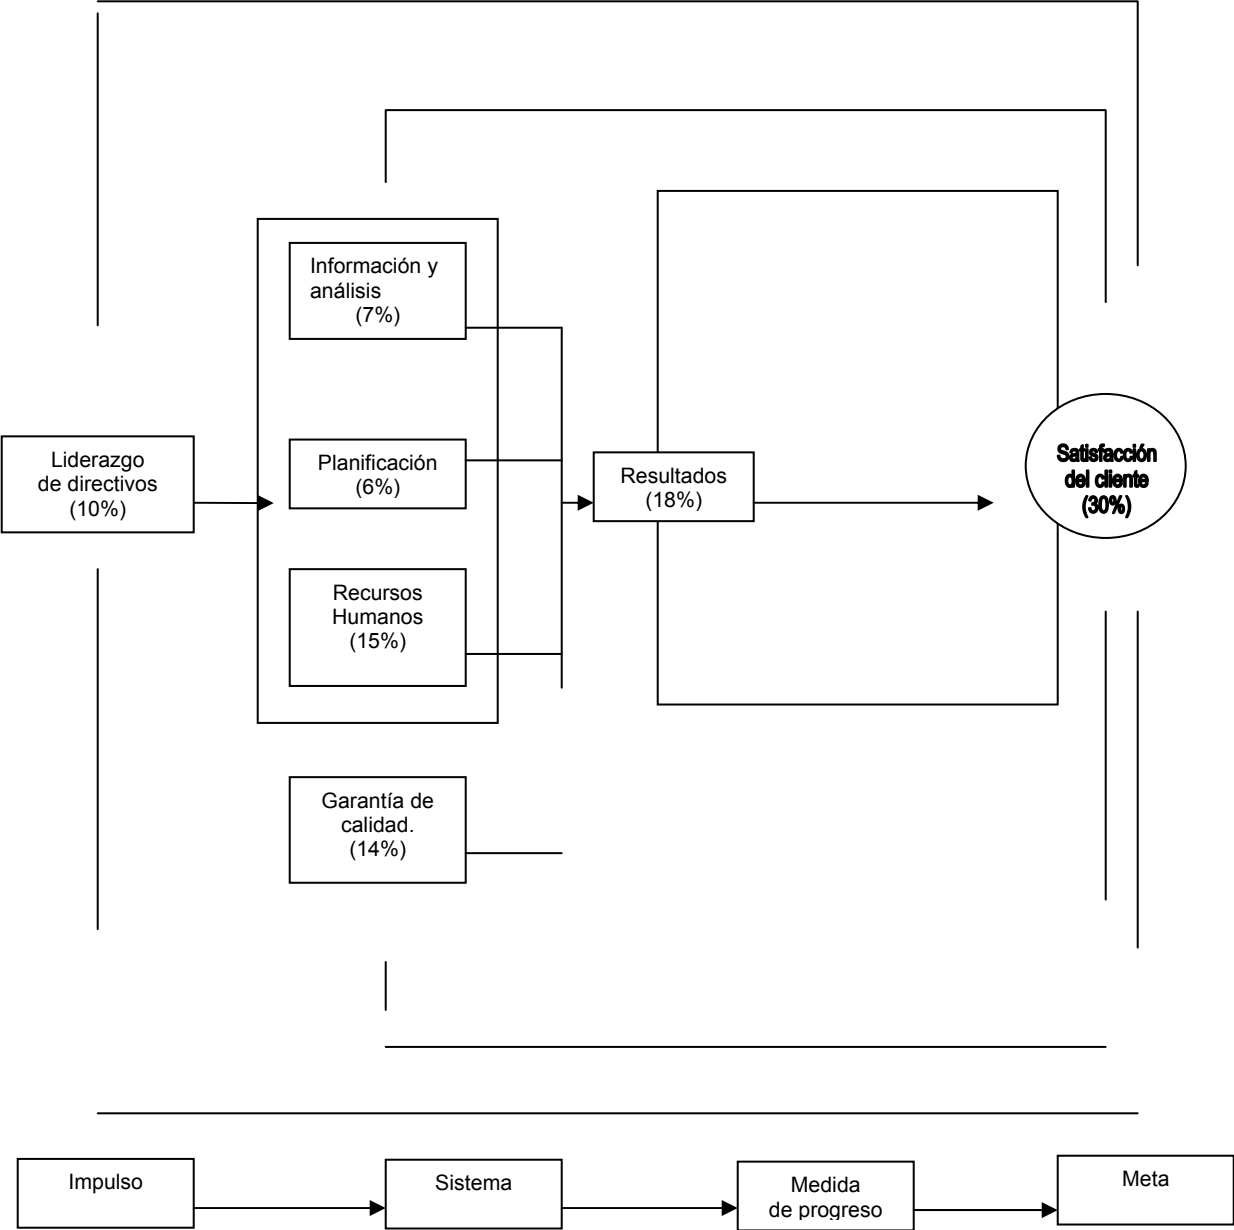 Información y
análisis
(7%)
Liderazgo
de directivos
(10%)
Planificación
(6%)
Resultados
(18%)
Satisfacción
del cliente
(30%)
Recursos
Humanos
(15%)
Garantía de
calidad.
(14%)
Impulso
Sistema
Medida
de progreso
Meta